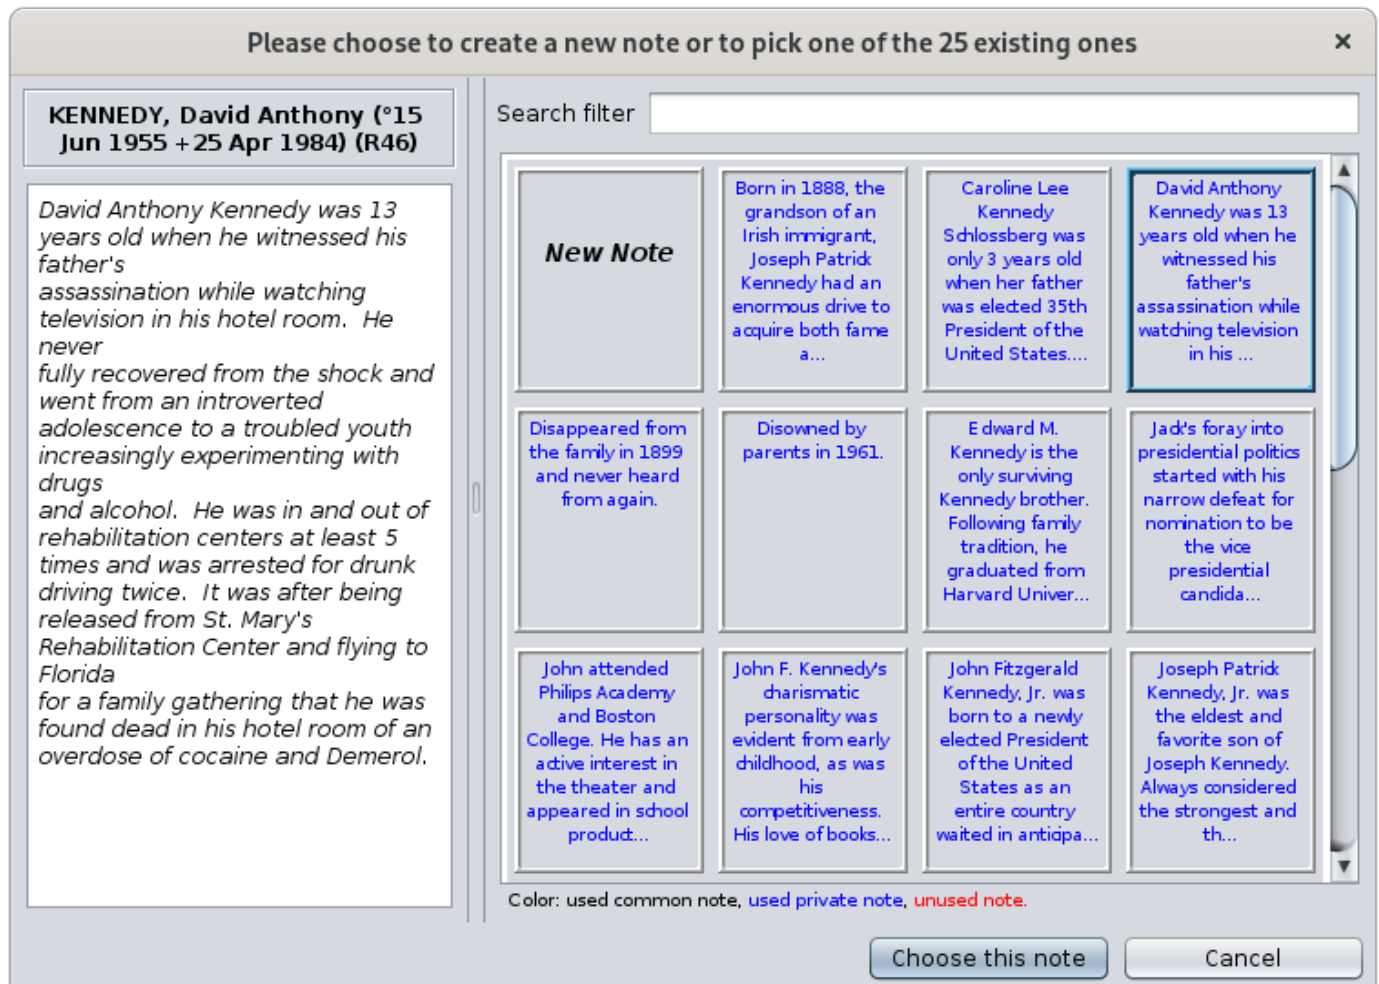 Please choose to create a new note or to pick one of the 25 existing ones
KENNEDY, David Anthony (°15
Jun 1955 +25 Apr 1984) (R46)
David Anthony Kennedy was 13
years old when he witnessed his
father's
assassination while watching
television in his hotel room.  He
never
fully recovered from the shock and
went from an introverted
adolescence to a troubled youth
increasingly experimenting with
drugs
and alcohol.  He was in and out of
rehabilitation centers at least 5
times and was arrested for drunk
driving twice.  It was after being
released from St. Mary's
Rehabilitation Center and flying to
Florida
for a family gathering that he was
found dead in his hotel room of an
overdose of cocaine and Demerol.
Search filter
New Note
Born in 1888, the
grandson of an
Irish immigrant,
Joseph Patrick
Kennedy had an
enormous drive to
acquire both fame
a...
Caroline Lee
Kennedy
Schlossberg was
only 3 years old
when her father
was elected 35th
President of the
United States....
David Anthony
Kennedy was 13
years old when he
witnessed his
father's
assassination while
watching television
in his ...
Disappeared from
the family in 1899
and never heard
from again.
Disowned by
parents in 1961.
Edward M.
Kennedy is the
only surviving
Kennedy brother.
Following family
tradition, he
graduated from
Harvard Univer...
Jack's foray into
presidential politics
started with his
narrow defeat for
nomination to be
the vice
presidential
candida...
John attended
Philips Academy
and Boston
College. He has an
active interest in
the theater and
appeared in school
product...
John F. Kennedy's
charismatic
personality was
evident from early
childhood, as was
his
competitiveness.
His love of books...
John Fitzgerald
Kennedy, Jr. was
born to a newly
elected President
of the United
States as an
entire country
waited in anticipa...
Joseph Patrick
Kennedy, Jr. was
the eldest and
favorite son of
Joseph Kennedy.
Always considered
the strongest and
th...
Color: used common note, used private note, unused note.
Choose this note
Cancel